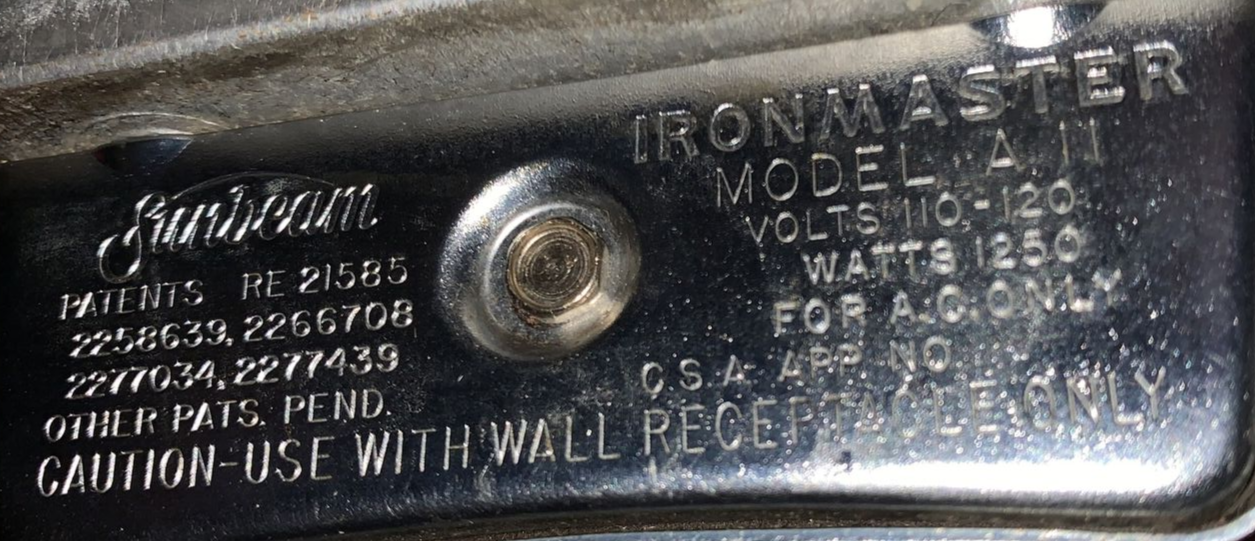 Sunbeam
PATENTS RE 21585
2258639, 2266708
2277034, 2277439
OTHER PATS. PEND.
IRONMASTER
MODEL A 11
VOLTS 110-120
WATTS 1250
FOR A.C. ONLY
C S A APP NO
CAUTION-USE WITH WALL RECEPTACLE ONLY